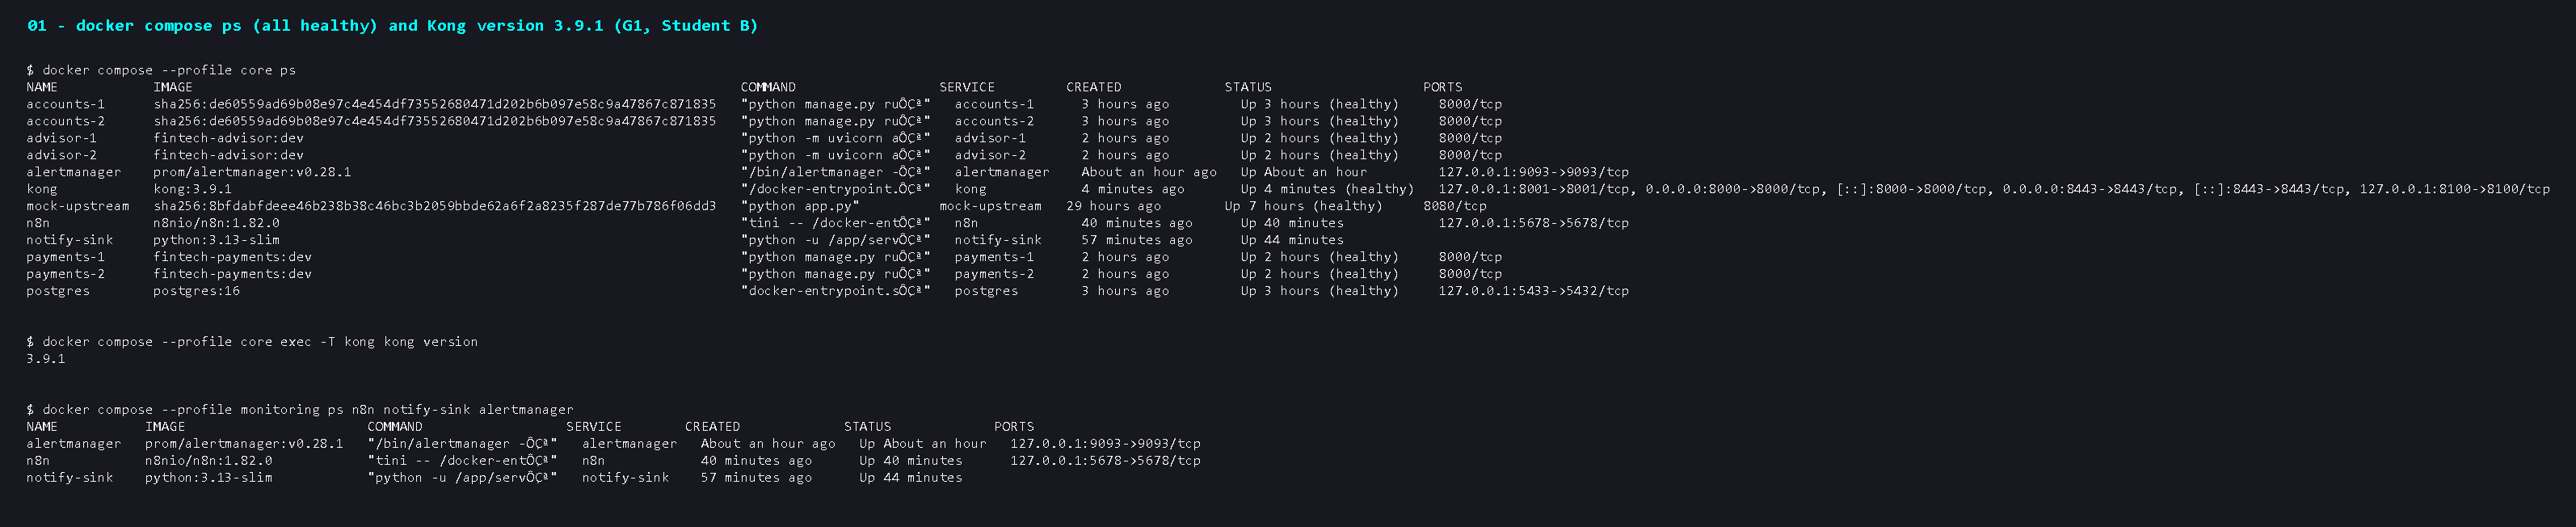 01 - docker compose ps (all healthy) and Kong version 3.9.1 (G1, Student B)
$ docker compose --profile core ps
NAME IMAGE COMMAND SERVICE CREATED STATUS PORTS
accounts-1 sha256:de60559ad69b08e97c4e454df73552680471d202b6b097e58c9a47867c871835 "python manage.py ruÔÇª" accounts-1 3 hours ago Up 3 hours (healthy) 8000/tcp
accounts-2 sha256:de60559ad69b08e97c4e454df73552680471d202b6b097e58c9a47867c871835 "python manage.py ruÔÇª" accounts-2 3 hours ago Up 3 hours (healthy) 8000/tcp
advisor-1 fintech-advisor:dev "python -m uvicorn aÔÇª" advisor-1 2 hours ago Up 2 hours (healthy) 8000/tcp
advisor-2 fintech-advisor:dev "python -m uvicorn aÔÇª" advisor-2 2 hours ago Up 2 hours (healthy) 8000/tcp
alertmanager prom/alertmanager:v0.28.1 "/bin/alertmanager -ÔÇª" alertmanager About an hour ago Up About an hour 127.0.0.1:9093->9093/tcp
kong kong:3.9.1 "/docker-entrypoint.ÔÇª" kong 4 minutes ago Up 4 minutes (healthy) 127.0.0.1:8001->8001/tcp, 0.0.0.0:8000->8000/tcp, [::]:8000->8000/tcp, 0.0.0.0:8443->8443/tcp, [::]:8443->8443/tcp, 127.0.0.1:8100->8100/tcp
mock-upstream sha256:8bfdabfdeee46b238b38c46bc3b2059bbde62a6f2a8235f287de77b786f06dd3 "python app.py" mock-upstream 29 hours ago Up 7 hours (healthy) 8080/tcp
n8n n8nio/n8n:1.82.0 "tini -- /docker-entÔÇª" n8n 40 minutes ago Up 40 minutes 127.0.0.1:5678->5678/tcp
notify-sink python:3.13-slim "python -u /app/servÔÇª" notify-sink 57 minutes ago Up 44 minutes
payments-1 fintech-payments:dev "python manage.py ruÔÇª" payments-1 2 hours ago Up 2 hours (healthy) 8000/tcp
payments-2 fintech-payments:dev "python manage.py ruÔÇª" payments-2 2 hours ago Up 2 hours (healthy) 8000/tcp
postgres postgres:16 "docker-entrypoint.sÔÇª" postgres 3 hours ago Up 3 hours (healthy) 127.0.0.1:5433->5432/tcp
$ docker compose --profile core exec -T kong kong version
3.9.1
$ docker compose --profile monitoring ps n8n notify-sink alertmanager
NAME IMAGE COMMAND SERVICE CREATED STATUS PORTS
alertmanager prom/alertmanager:v0.28.1 "/bin/alertmanager -ÔÇª" alertmanager About an hour ago Up About an hour 127.0.0.1:9093->9093/tcp
n8n n8nio/n8n:1.82.0 "tini -- /docker-entÔÇª" n8n 40 minutes ago Up 40 minutes 127.0.0.1:5678->5678/tcp
notify-sink python:3.13-slim "python -u /app/servÔÇª" notify-sink 57 minutes ago Up 44 minutes